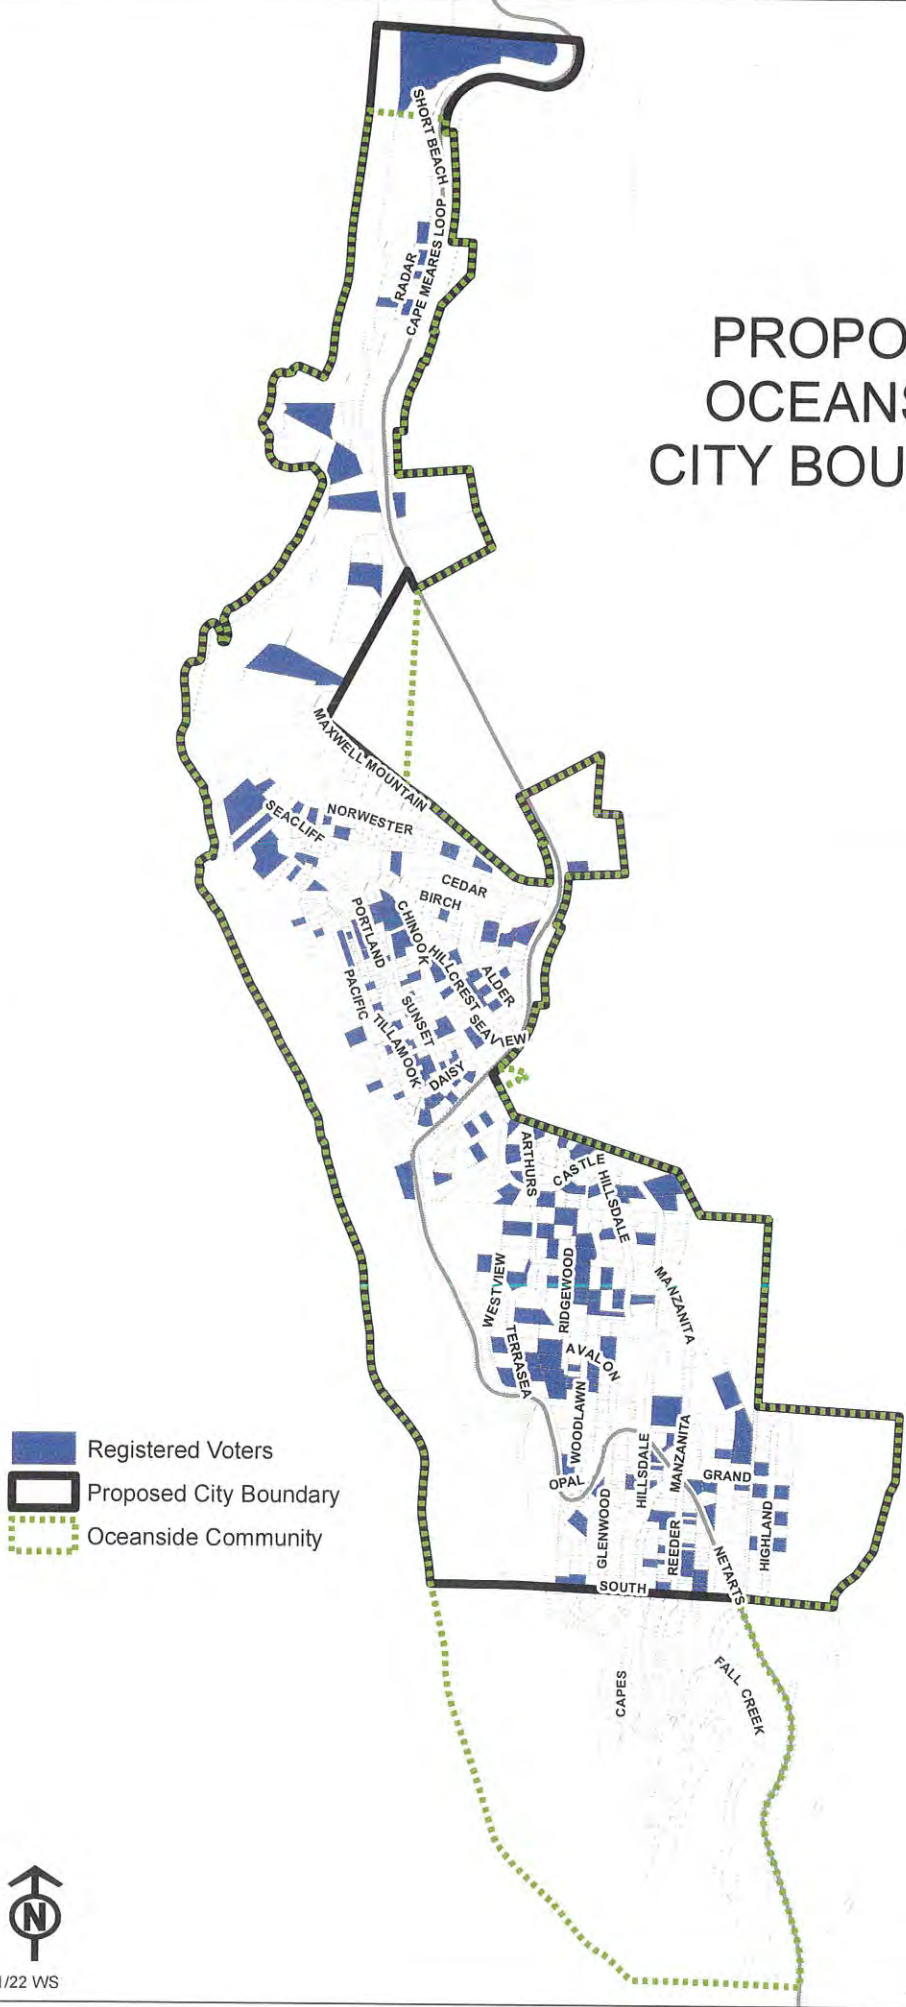 PROPO
OCEANS
CITY BOU
SHORT BEACH
CAPE MEARES LOOP
RADAR
MAXWELL MOUNTAIN
NORWESTER
SEACLIFF
CEDAR
BIRCH
PORTLAND
CHINOOK
HILLCREST
ALDER
PACIFIC
SUNSET
SEAVIEW
TILLAMOOK
DAISY
ARTHURS
CASTLE
HILLSDALE
WESTVIEW
RIDGEWOOD
MANZANITA
TERRASEA
AVALON
WOODLAWN
HILLSDALE
MANZANITA
GRAND
OPAL
GLENWOOD
REEDER
HIGHLAND
NETARTS
SOUTH
CAPES
FALL CREEK
Registered Voters
Proposed City Boundary
Oceanside Community
N
/22 WS